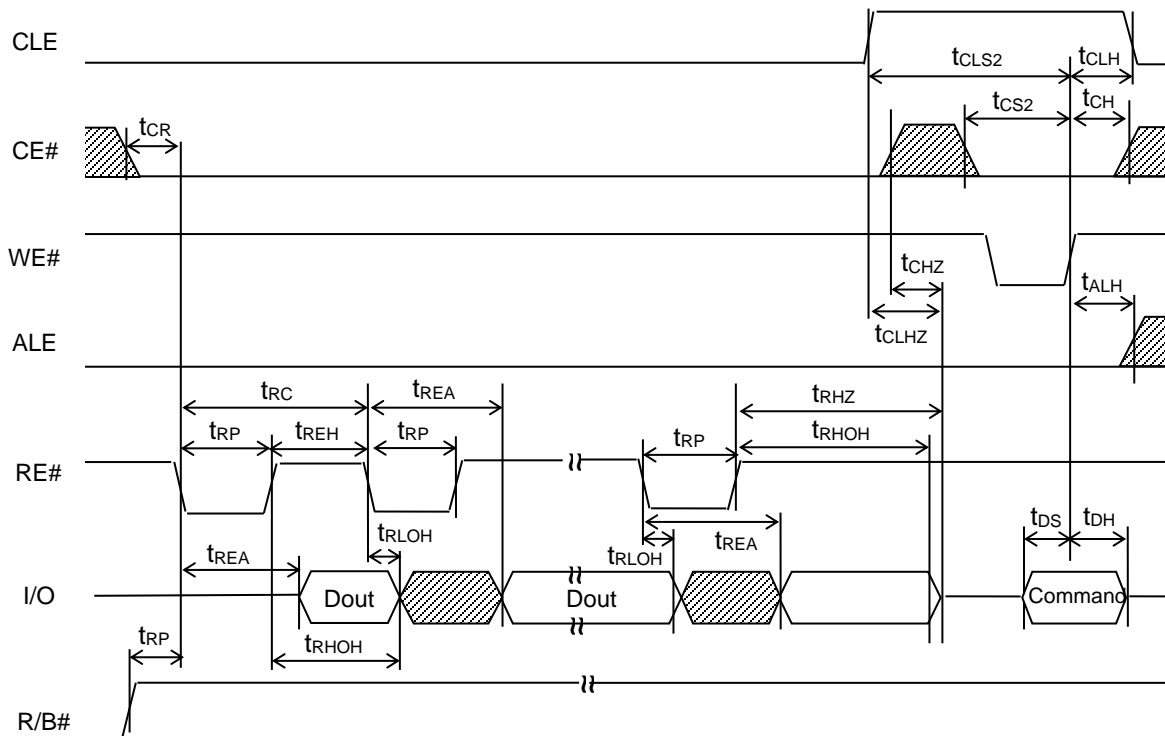 CLE
tCLS2
tCLH
tCS2
tCH
tCR
CE#
WE#
tCHZ
tALH
tCLHZ
ALE
tRC
tREA
tRHZ
tRP
tREH
tRP
tRP
tRHOH
RE#
tRLOH
tDS
tDH
tREA
tRLOH
tREA
I/O
Dout
Dout
Command
tRP
tRHOH
R/B#